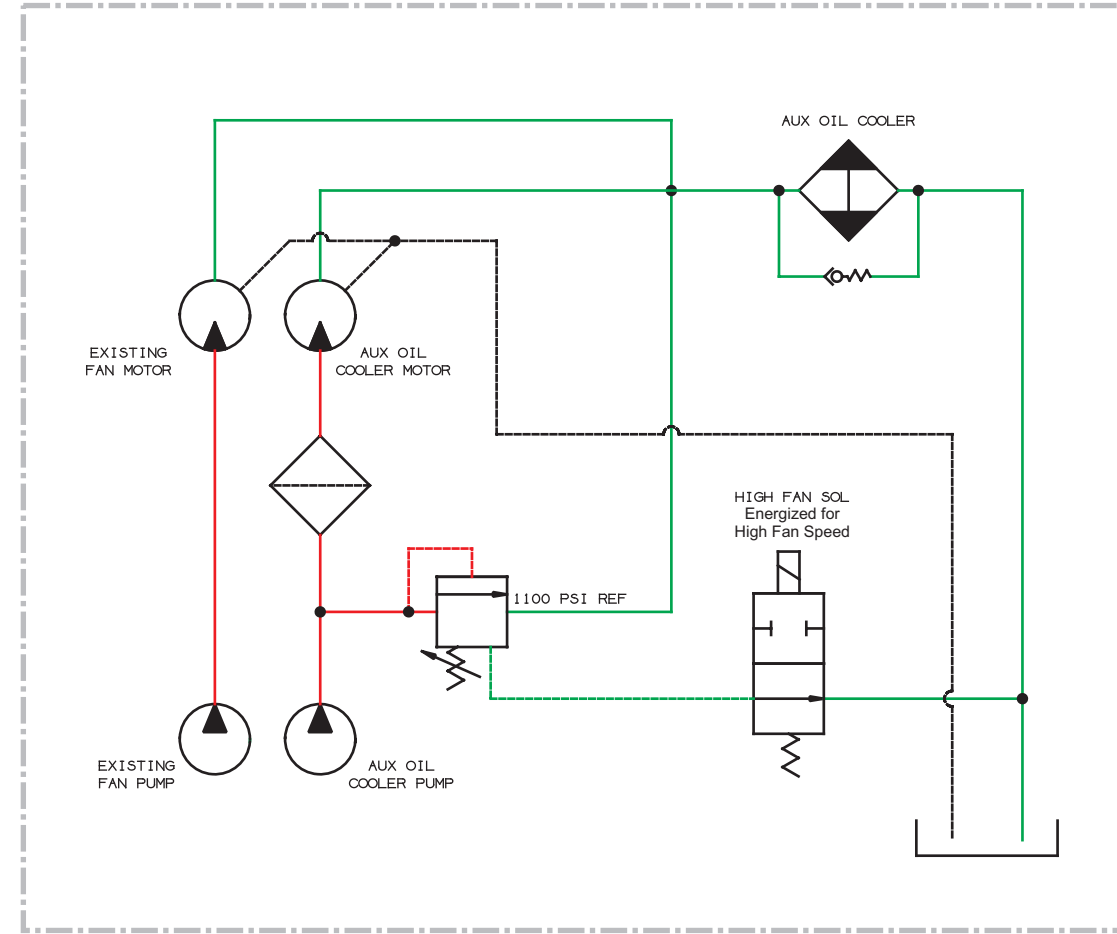 AUX OIL COOLER
EXISTING
FAN MOTOR
AUX OIL
COOLER MOTOR
HIGH FAN SOL
Energized for
High Fan Speed
1100 PSI REF
EXISTING
FAN PUMP
AUX OIL
COOLER PUMP